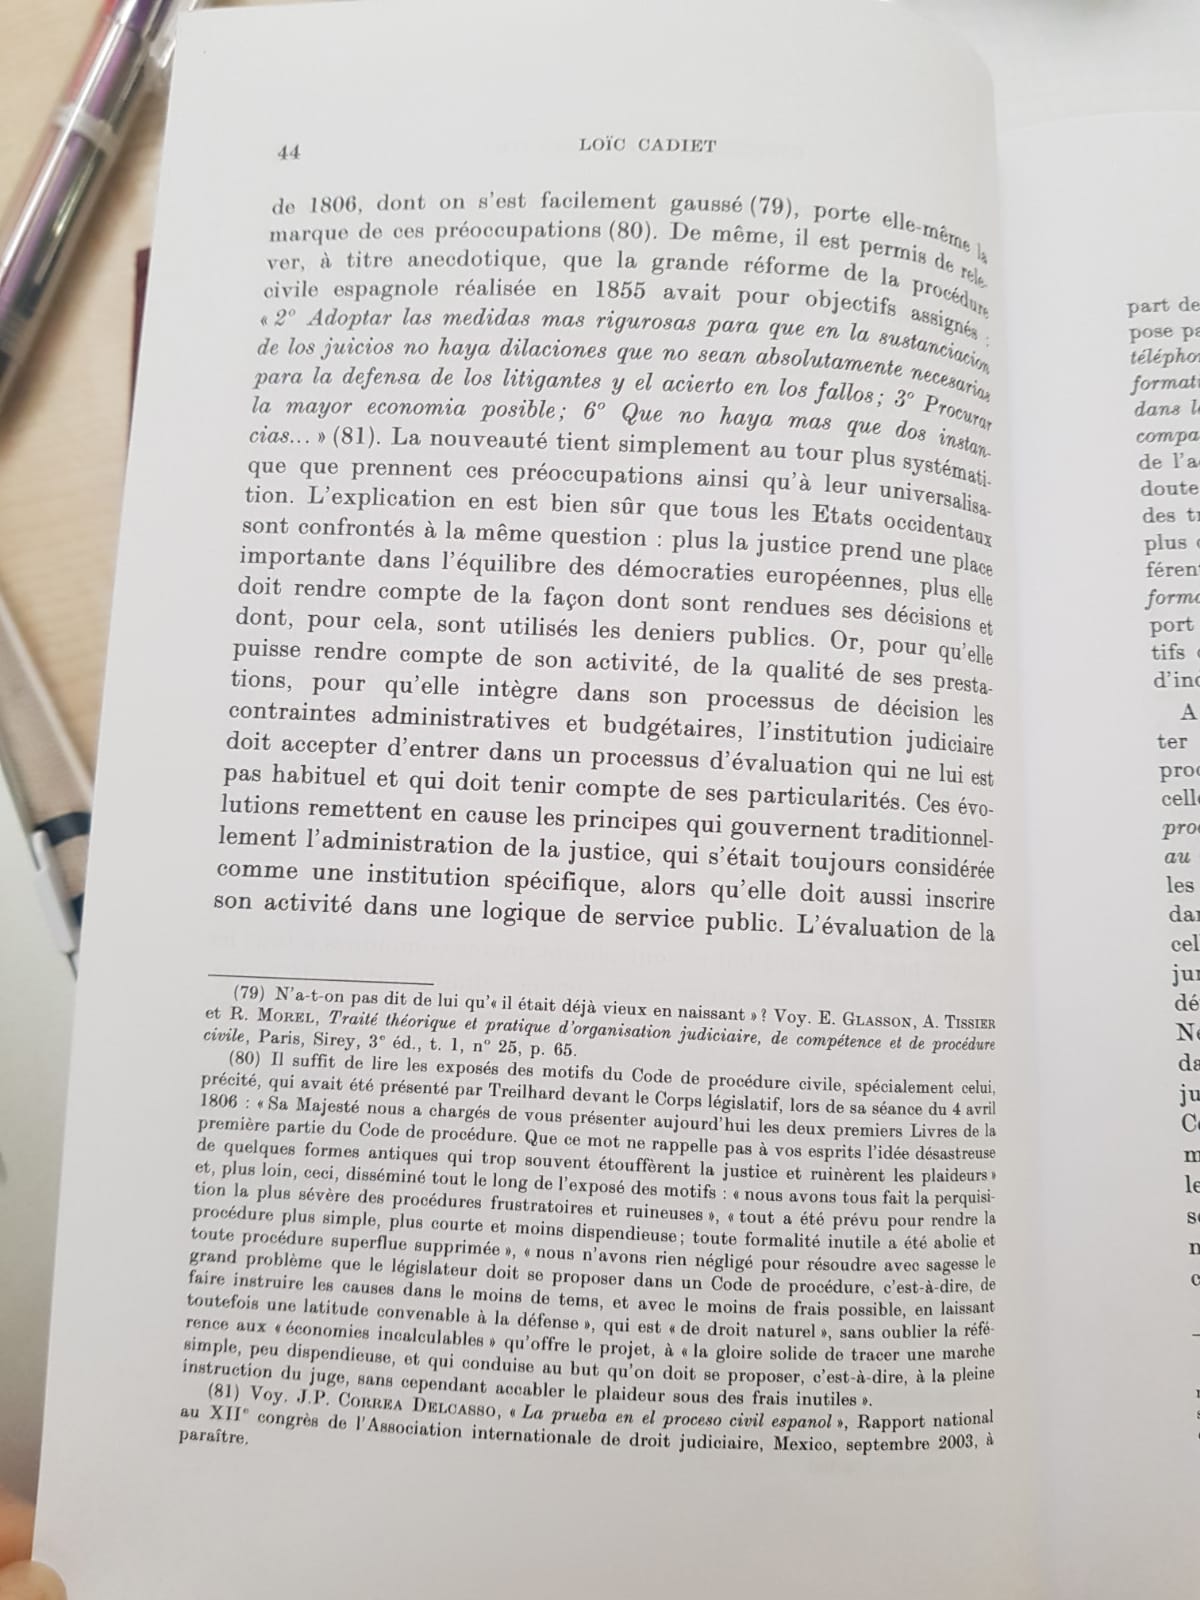 44
LOÏC CADIET
de 1806, dont on s'est facilement gaussé (79), porte elle-même la
marque de ces préoccupations (80). De même, il est permis de rele-
ver, à titre anecdotique, que la grande réforme de la procédure
civile espagnole réalisée en 1855 avait pour objectifs assignés :
« 2° Adoptar las medidas mas rigurosas para que en la sustanciacion
de los juicios no haya dilaciones que no sean absolutamente necesarias
para la defensa de los litigantes y el acierto en los fallos; 3° Procurar
la mayor economia posible; 6° Que no haya mas que dos instan-
cias... » (81). La nouveauté tient simplement au tour plus systémati-
que que prennent ces préoccupations ainsi qu'à leur universalisa-
tion. L'explication en est bien sûr que tous les Etats occidentaux
sont confrontés à la même question : plus la justice prend une place
importante dans l'équilibre des démocraties européennes, plus elle
doit rendre compte de la façon dont sont rendues ses décisions et
dont, pour cela, sont utilisés les deniers publics. Or, pour qu'elle
puisse rendre compte de son activité, de la qualité de ses presta-
tions, pour qu'elle intègre dans son processus de décision les
contraintes administratives et budgétaires, l'institution judiciaire
doit accepter d'entrer dans un processus d'évaluation qui ne lui est
pas habituel et qui doit tenir compte de ses particularités. Ces évo-
lutions remettent en cause les principes qui gouvernent traditionnel-
lement l'administration de la justice, qui s'était toujours considérée
comme une institution spécifique, alors qu'elle doit aussi inscrire
son activité dans une logique de service public. L'évaluation de la
(79) N'a-t-on pas dit de lui qu'« il était déjà vieux en naissant »? Voy. E. GLASSON, A. TISSIER
et R. MOREL, Traité théorique et pratique d'organisation judiciaire, de compétence et de procédure
civile, Paris, Sirey, 3e éd., t. 1, n° 25, p. 65.
(80) Il suffit de lire les exposés des motifs du Code de procédure civile, spécialement celui,
précité, qui avait été présenté par Treilhard devant le Corps législatif, lors de sa séance du 4 avril
1806 : « Sa Majesté nous a chargés de vous présenter aujourd'hui les deux premiers Livres de la
première partie du Code de procédure. Que ce mot ne rappelle pas à vos esprits l'idée désastreuse
de quelques formes antiques qui trop souvent étouffèrent la justice et ruinèrent les plaideurs »
et, plus loin, ceci, disséminé tout le long de l'exposé des motifs : « nous avons tous fait la perquisi-
tion la plus sévère des procédures frustratoires et ruineuses », « tout a été prévu pour rendre la
procédure plus simple, plus courte et moins dispendieuse; toute formalité inutile a été abolie et
toute procédure superflue supprimée », « nous n'avons rien négligé pour résoudre avec sagesse le
grand problème que le législateur doit se proposer dans un Code de procédure, c'est-à-dire, de
faire instruire les causes dans le moins de tems, et avec le moins de frais possible, en laissant
toutefois une latitude convenable à la défense », qui est « de droit naturel », sans oublier la réfé-
rence aux « économies incalculables » qu'offre le projet, à « la gloire solide de tracer une marche
simple, peu dispendieuse, et qui conduise au but qu'on doit se proposer, c'est-à-dire, à la pleine
instruction du juge, sans cependant accabler le plaideur sous des frais inutiles ».
(81) Voy. J.P. CORREA DELCASSO, « La prueba en el proceso civil espanol », Rapport national
au XIIe congrès de l'Association internationale de droit judiciaire, Mexico, septembre 2003, à
paraître.
part de
pose
dans
de l'a
doute
des
plus
port
tifs
A
ter
les